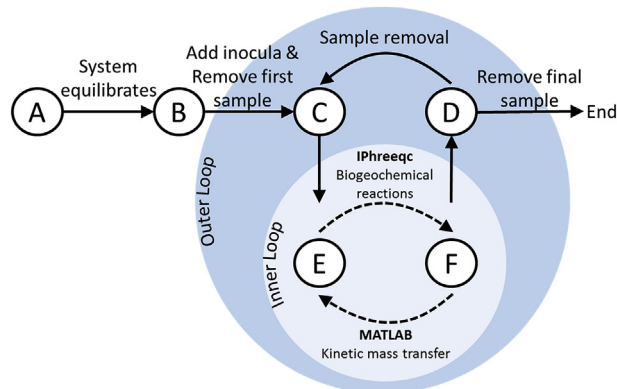 System
equilibrates
Add inocula &
Remove first
sample
Sample removal
Remove final
sample
A
B
C
D
End
IPhreeqc
Biogeochemical
reactions
Outer Loop
Inner Loop
E
F
MATLAB
Kinetic mass transfer